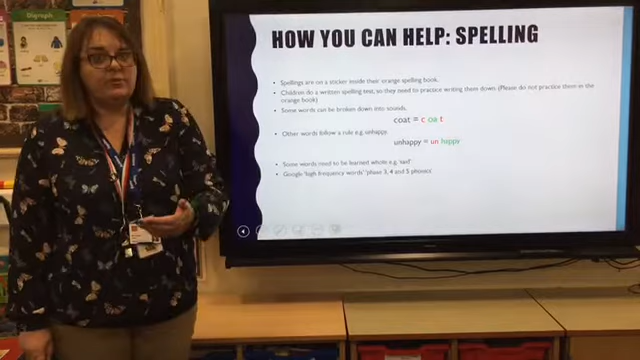 Digraph
HOW YOU CAN HELP: SPELLING
• Spellings are on a sticker inside their orange spelling book.
• Children do a written spelling test, so they need to practice writing them down (Please do not practice them in the
orange book)
• Some words can be broken down into sounds.
coat = c oa t
• Other words follow a rule e.g. unhappy
unhappy = un happy
• Some words need to be learned whole e.g. 'said'
• Google 'high frequency words' 'phase 3, 4 and 5 phonics'